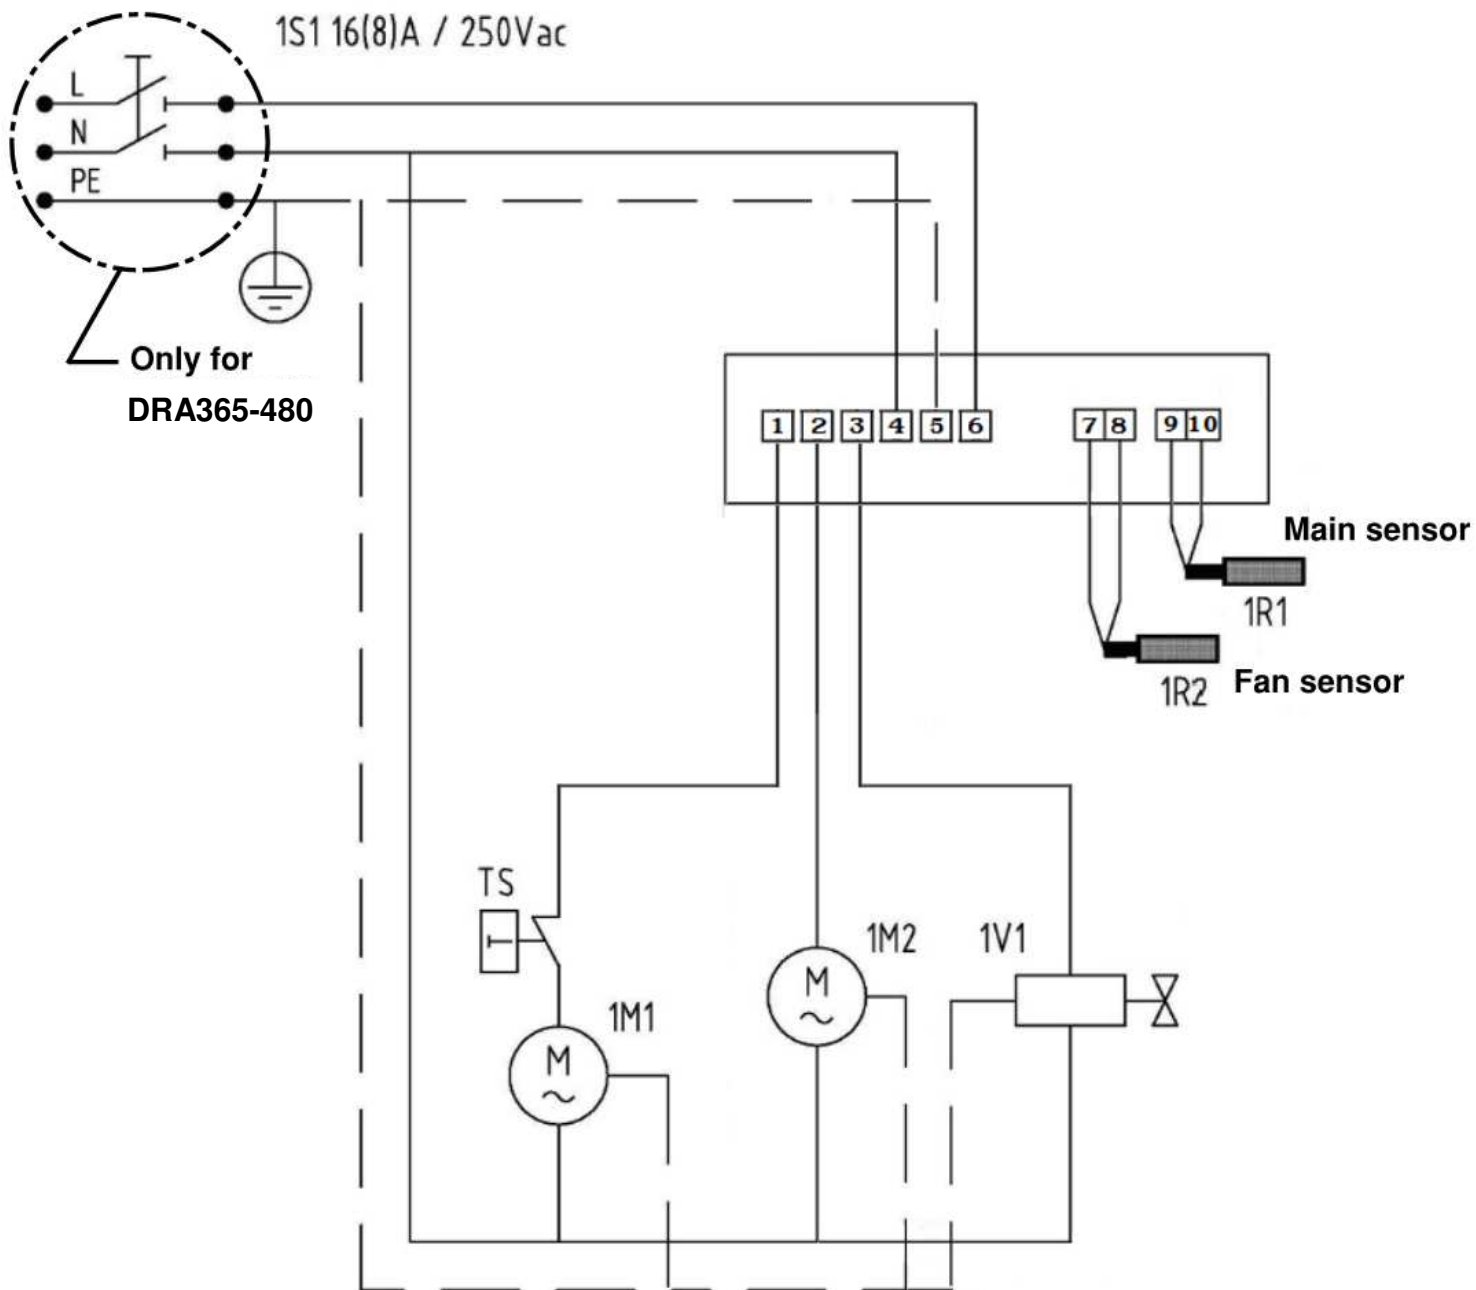 1S1 16(8)A / 250Vac
L
N
PE
Only for
DRA365-480
1 2 3 4 5 6 7 8 9 10
Main sensor
1R1
Fan sensor
1R2
TS
1M2
1V1
M
1M1
M